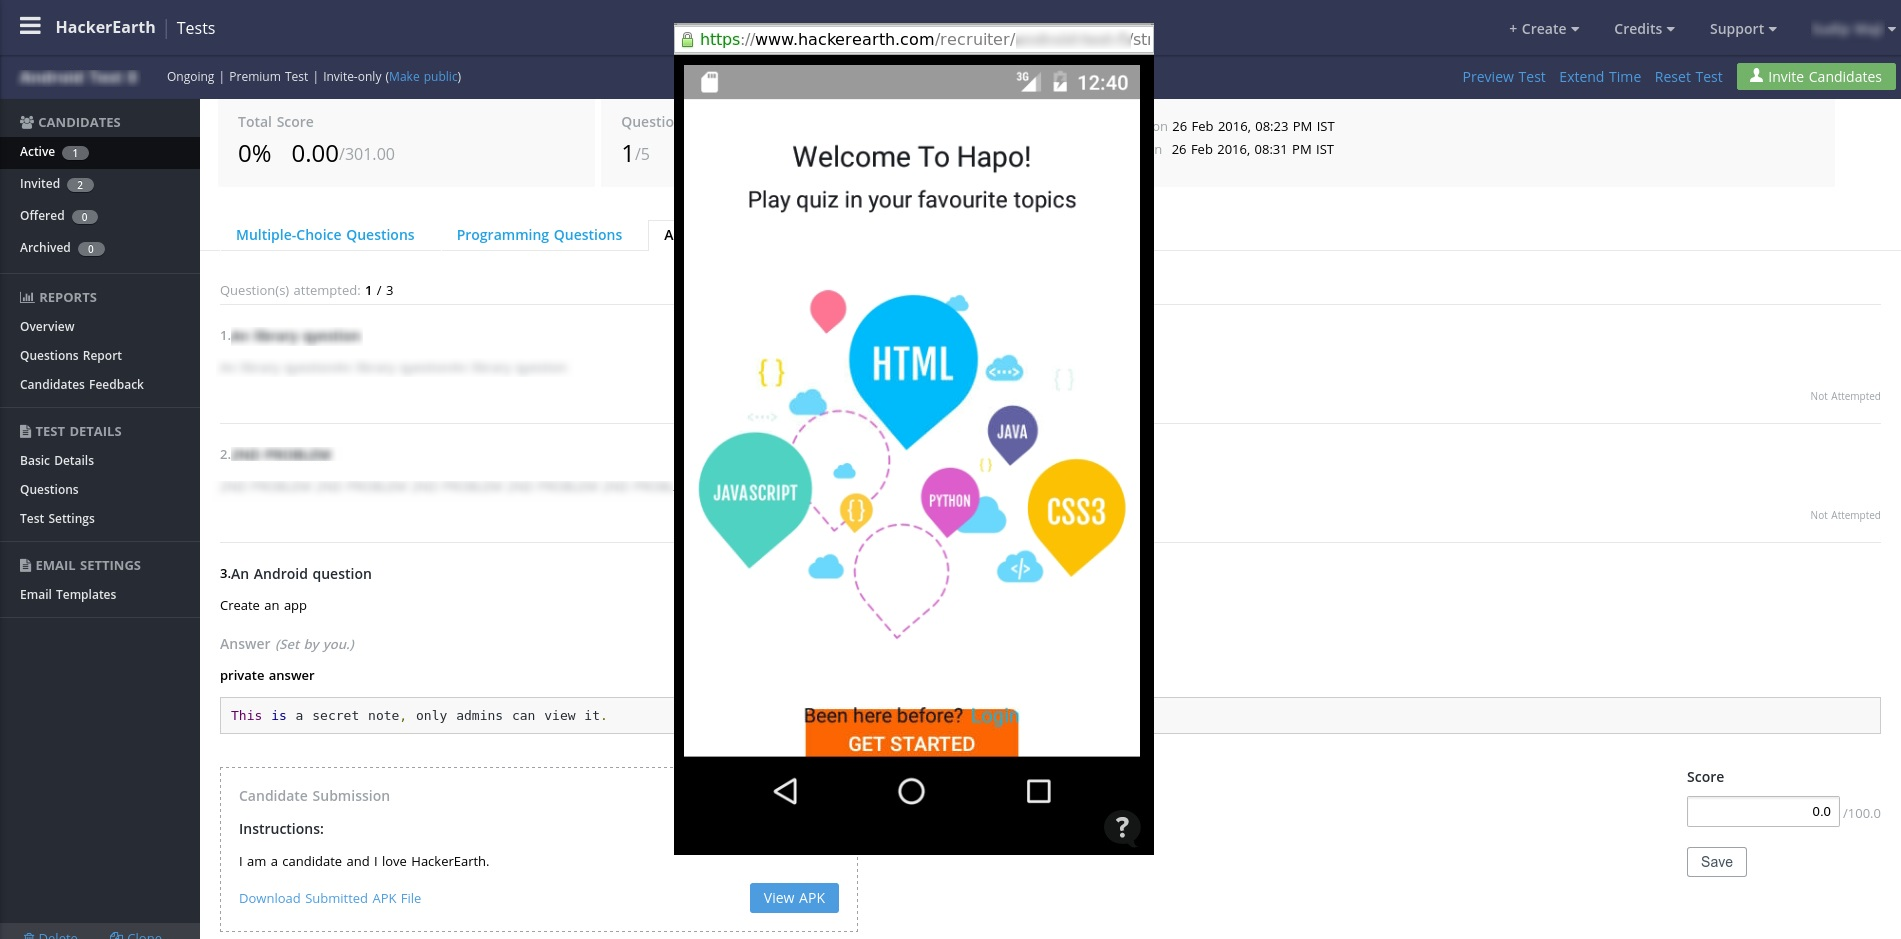 HackerEarth | Tests
+ Create
Credits
Support
Ongoing | Premium Test | Invite-only (Make public)
Preview Test
Extend Time
Reset Test
Invite Candidates
CANDIDATES
Active 1
Invited 2
Offered 0
Archived 0
REPORTS
Overview
Questions Report
Candidates Feedback
TEST DETAILS
Basic Details
Questions
Test Settings
EMAIL SETTINGS
Email Templates
Delete
Clone
Total Score
0% 0.00/301.00
Questio
1/5
on 26 Feb 2016, 08:23 PM IST
n 26 Feb 2016, 08:31 PM IST
Multiple-Choice Questions
Programming Questions
A
Question(s) attempted: 1 / 3
1.
Not Attempted
2.
Not Attempted
3.An Android question
Create an app
Answer (Set by you.)
private answer
This is a secret note, only admins can view it.
Candidate Submission
Instructions:
I am a candidate and I love HackerEarth.
Download Submitted APK File
View APK
Score
0.0 /100.0
Save
https://www.hackerearth.com/recruiter/
3G 12:40
Welcome To Hapo!
Play quiz in your favourite topics
HTML
{ }
<···>
{ }
<···>
JAVA
{ }
JAVASCRIPT
{}
PYTHON
CSS3
</>
Been here before? Login
GET STARTED
?